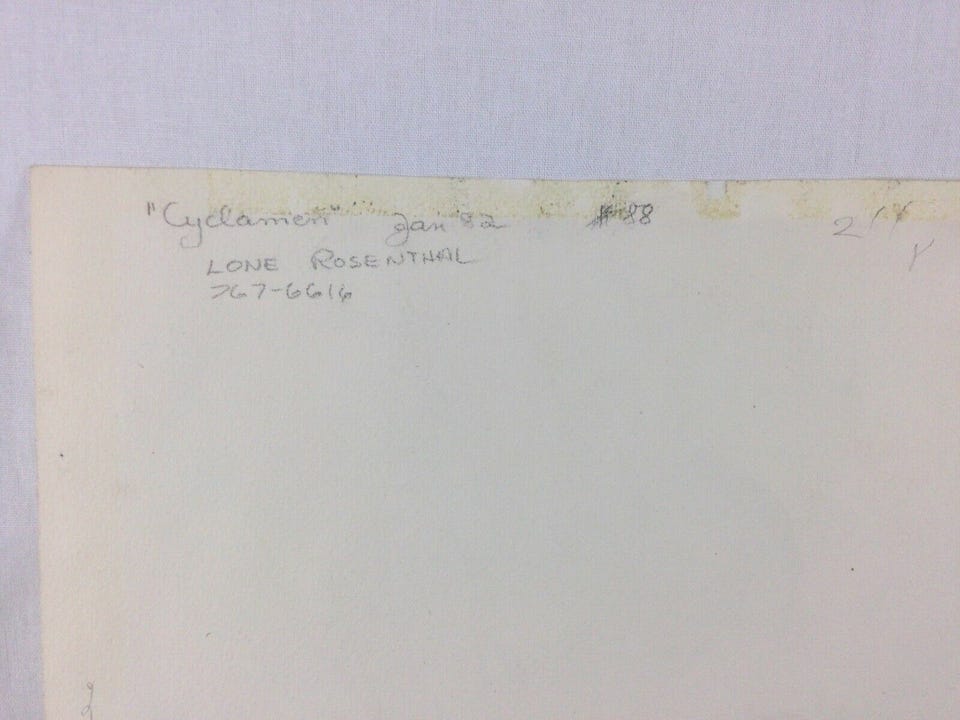 "Cyclamen" Jan 82 # 88
LONE ROSENTHAL
767-6616